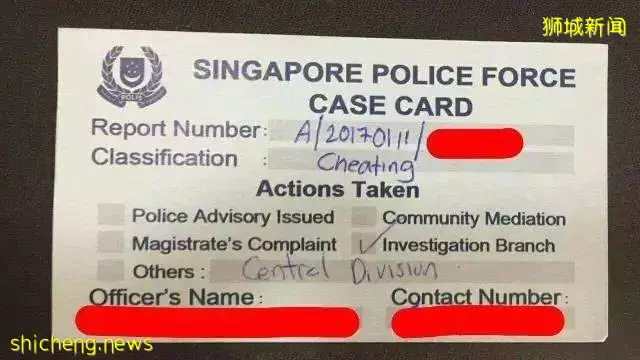 狮城新闻
SINGAPORE POLICE FORCE
CASE CARD
POLIS
Report Number: A/20170111/
Classification : Cheating
Actions Taken
Police Advisory Issued Community Mediation
Magistrate's Complaint ✓ Investigation Branch
Others : Central Division
Officer's Name : Contact Number:
shicheng.news